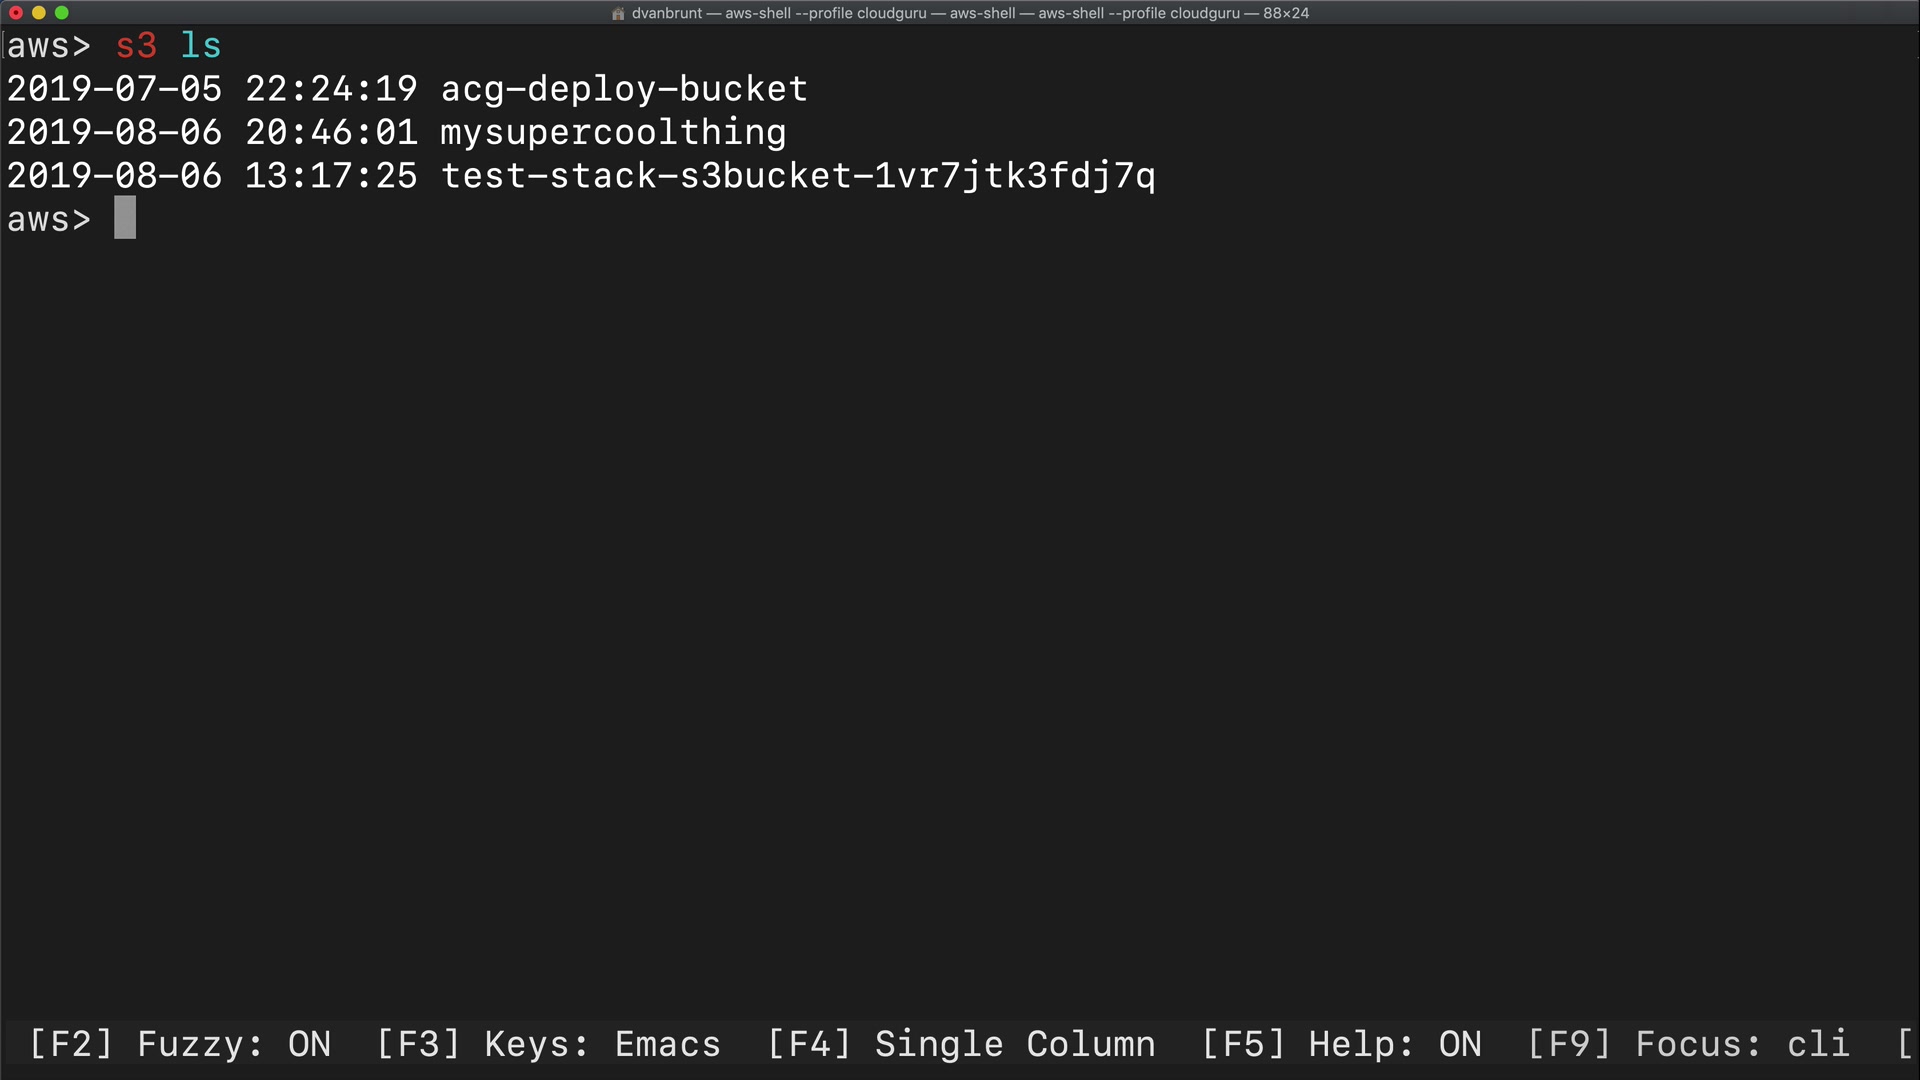 dvanbrunt — aws-shell --profile cloudguru — aws-shell — aws-shell --profile cloudguru — 88×24
aws> s3 ls
2019-07-05 22:24:19 acg-deploy-bucket
2019-08-06 20:46:01 mysupercoolthing
2019-08-06 13:17:25 test-stack-s3bucket-1vr7jtk3fdj7q
aws>
[F2] Fuzzy: ON [F3] Keys: Emacs [F4] Single Column [F5] Help: ON [F9] Focus: cli [